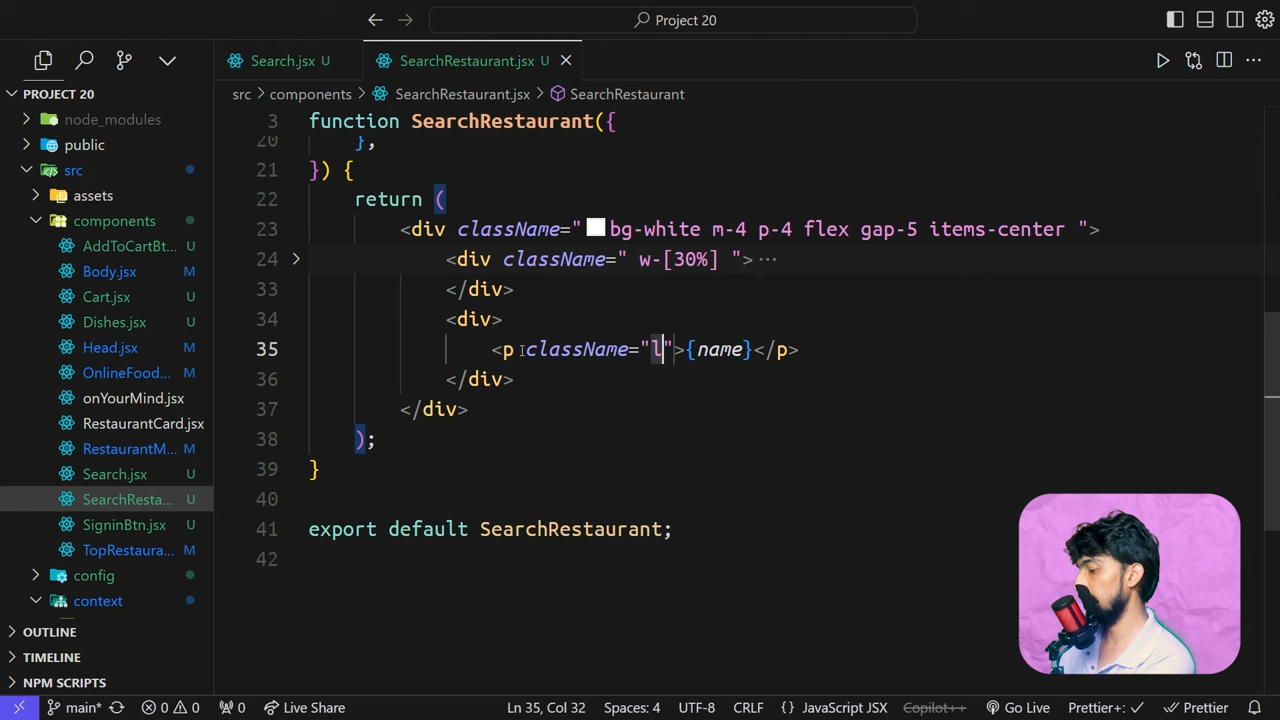 Project 20
PROJECT 20
node_modules
public
src
assets
components
AddToCartBt... U
Body.jsx M
Cart.jsx U
Dishes.jsx U
Head.jsx M
OnlineFood... M
onYourMind.jsx
RestaurantCard.jsx
RestaurantM... M
Search.jsx U
SearchResta... U
SigninBtn.jsx U
TopRestaura... M
config
context
OUTLINE
TIMELINE
NPM SCRIPTS
Search.jsx U
SearchRestaurant.jsx U
src > components > SearchRestaurant.jsx > SearchRestaurant
3 function SearchRestaurant({
20 },
21 }) {
22 return (
23 <div className=" bg-white m-4 p-4 flex gap-5 items-center ">
24 <div className=" w-[30%] ">···
33 </div>
34 <div>
35 <p className="l">{name}</p>
36 </div>
37 </div>
38 );
39 }
40
41 export default SearchRestaurant;
42
main* 0 0 0 Live Share Ln 35, Col 32 Spaces: 4 UTF-8 CRLF {} JavaScript JSX Copilot++ Go Live Prettier+: Prettier